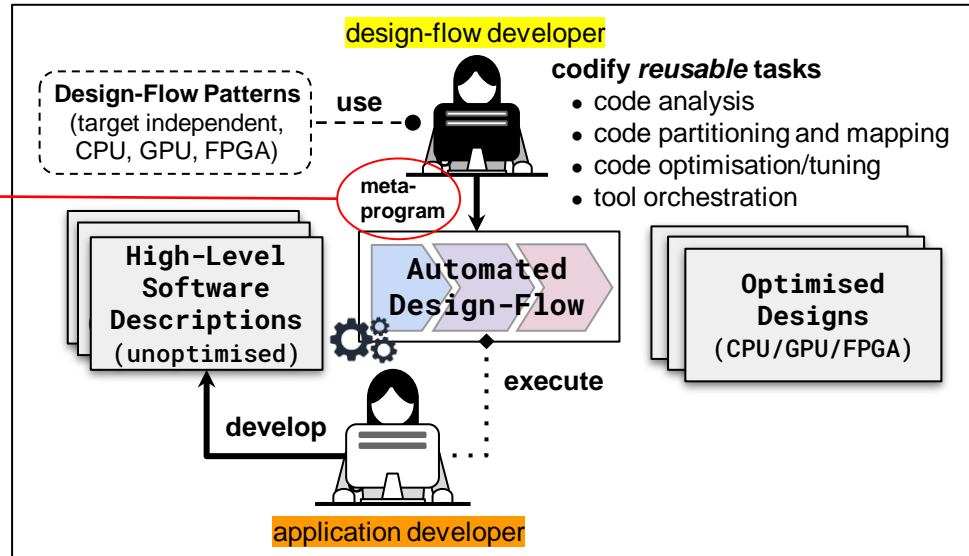 design-flow developer
Design-Flow Patterns
(target independent,
CPU, GPU, FPGA)
use
codify reusable tasks
• code analysis
• code partitioning and mapping
• code optimisation/tuning
• tool orchestration
meta-
program
High-Level
Software
Descriptions
(unoptimised)
Automated
Design-Flow
Optimised
Designs
(CPU/GPU/FPGA)
execute
develop
application developer